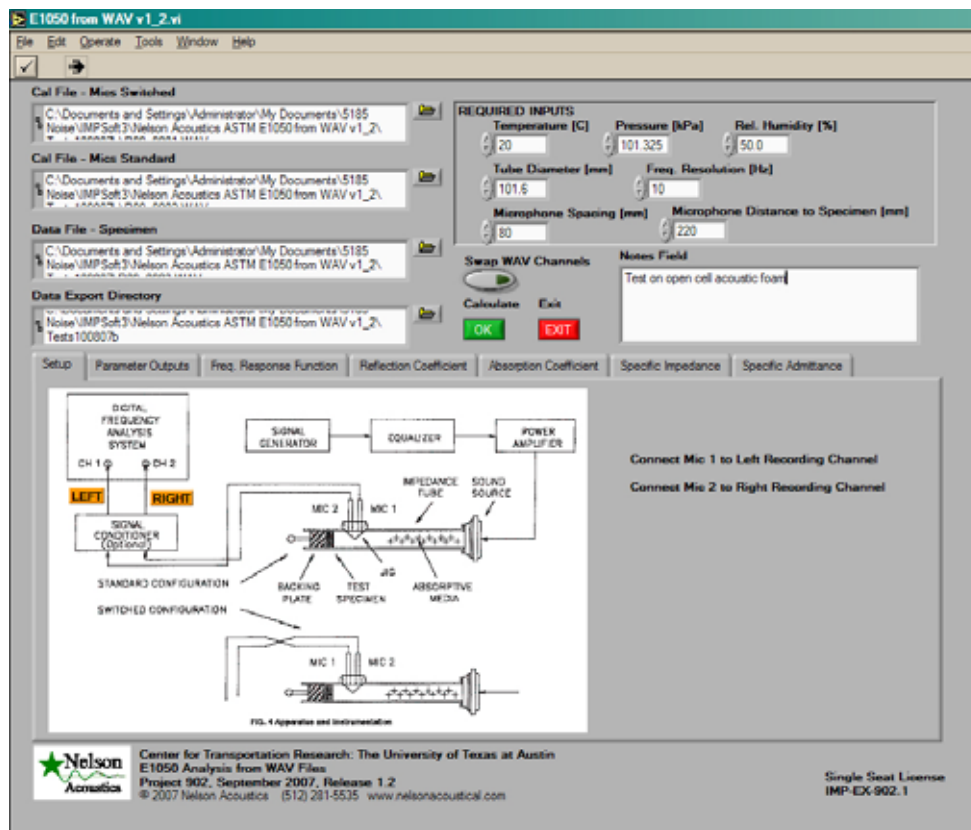 E1050 from WAV v1_2.vi
File Edit Operate Tools Window Help
Cal File - Mics Switched
C:\Documents and Settings\Administrator\My Documents\5185
Noise\IMPSoft3\Nelson Acoustics ASTM E1050 from WAV v1_2\
Cal File - Mics Standard
C:\Documents and Settings\Administrator\My Documents\5185
Noise\IMPSoft3\Nelson Acoustics ASTM E1050 from WAV v1_2\
Data File - Specimen
C:\Documents and Settings\Administrator\My Documents\5185
Noise\IMPSoft3\Nelson Acoustics ASTM E1050 from WAV v1_2\
Data Export Directory
Noise\IMPSoft3\Nelson Acoustics ASTM E1050 from WAV v1_2\
Tests100807b
REQUIRED INPUTS
Temperature [C] Pressure [kPa] Rel. Humidity [%]
20 101.325 50.0
Tube Diameter [mm] Freq. Resolution [Hz]
101.6 10
Microphone Spacing [mm] Microphone Distance to Specimen [mm]
80 220
Swap WAV Channels
Notes Field
Test on open cell acoustic foam
Calculate Exit
OK EXIT
Setup Parameter Outputs Freq. Response Function Reflection Coefficient Absorption Coefficient Specific Impedance Specific Admittance
DIGITAL
FREQUENCY
ANALYSIS
SYSTEM
CH 1 CH 2
LEFT RIGHT
SIGNAL
CONDITIONER
(Optional)
SIGNAL
GENERATOR
EQUALIZER
POWER
AMPLIFIER
IMPEDANCE
TUBE
SOUND
SOURCE
MIC 2 MIC 1
JIG
STANDARD CONFIGURATION
BACKING
PLATE
TEST
SPECIMEN
ABSORPTIVE
MEDIA
SWITCHED CONFIGURATION
MIC 1 MIC 2
FIG. 4 Apparatus and Instrumentation
Connect Mic 1 to Left Recording Channel
Connect Mic 2 to Right Recording Channel
Nelson
Acoustics
Center for Transportation Research: The University of Texas at Austin
E1050 Analysis from WAV Files
Project 902, September 2007, Release 1.2
© 2007 Nelson Acoustics (512) 281-5535 www.nelsonacoustical.com
Single Seat License
IMP-EX-902.1